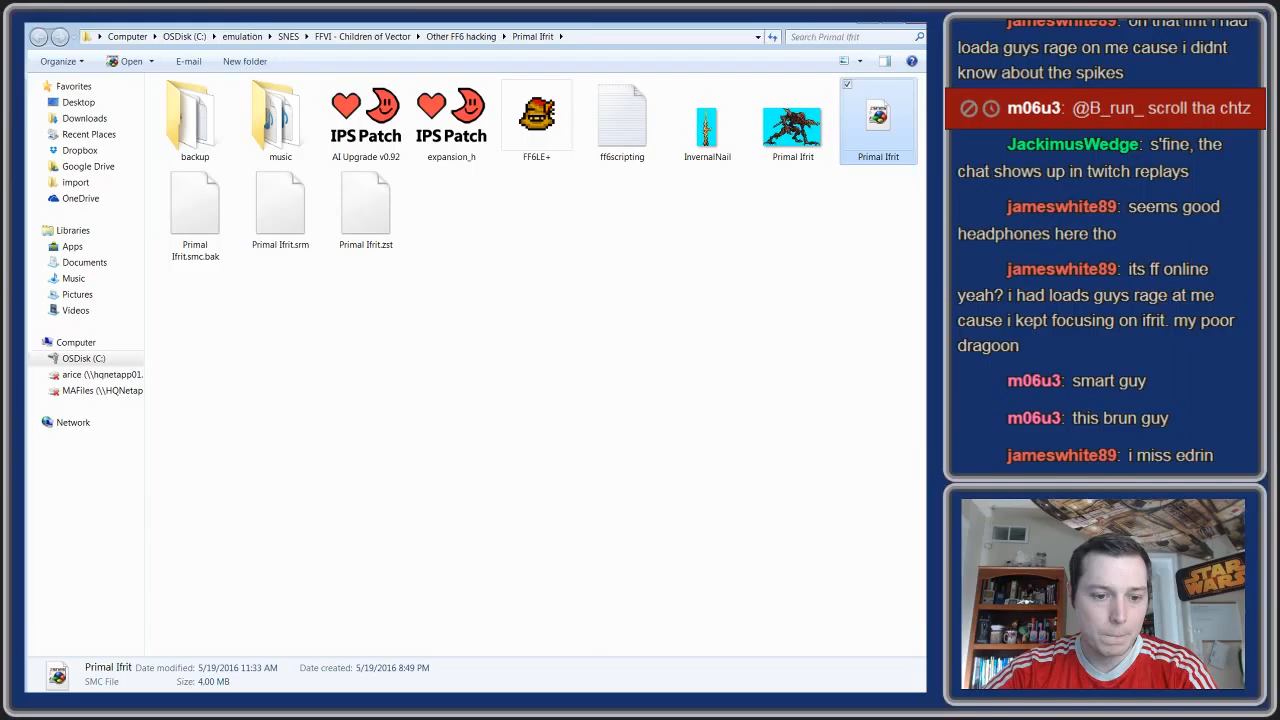 Computer ▸ OSDisk (C:) ▸ emulation ▸ SNES ▸ FFVI - Children of Vector ▸ Other FF6 hacking ▸ Primal Ifrit ▸
Search Primal Ifrit
Organize
Open
E-mail
New folder
Favorites
Desktop
Downloads
Recent Places
Dropbox
Google Drive
import
OneDrive
Libraries
Apps
Documents
Music
Pictures
Videos
Computer
OSDisk (C:)
arice (\\hqnetapp01.
MAFiles (\\HQNetap
Network
IPS Patch
IPS Patch
backup
music
AI Upgrade v0.92
expansion_h
FF6LE+
ff6scripting
InvernalNail
Primal Ifrit
Primal Ifrit
Primal
Ifrit.smc.bak
Primal Ifrit.srm
Primal Ifrit.zst
Primal Ifrit
Date modified: 5/19/2016 11:33 AM
Date created: 5/19/2016 8:49 PM
SMC File
Size: 4.00 MB
jameswhite89: on that ifrit i had
loada guys rage on me cause i didnt
know about the spikes
m06u3: @B_run_ scroll tha chtz
JackimusWedge: s'fine, the
chat shows up in twitch replays
jameswhite89: seems good
headphones here tho
jameswhite89: its ff online
yeah? i had loads guys rage at me
cause i kept focusing on ifrit. my poor
dragoon
m06u3: smart guy
m06u3: this brun guy
jameswhite89: i miss edrin
STAR
WARS